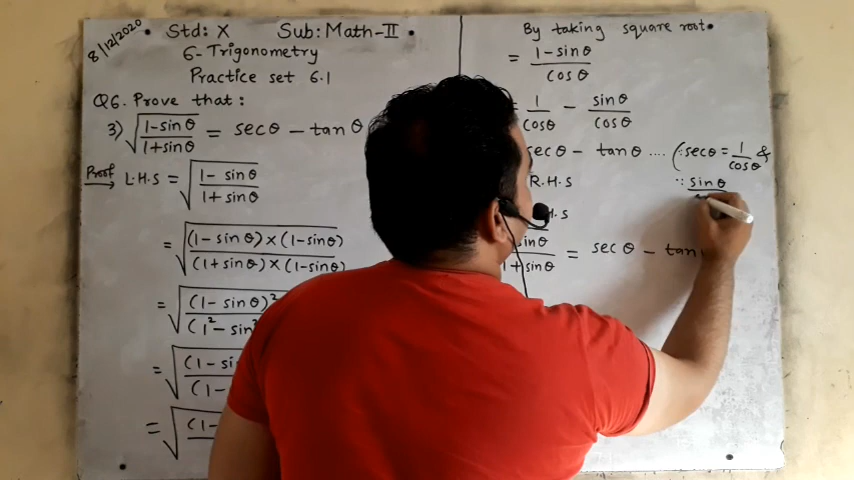 8/12/2020 • Std: X Sub: Math-II •
6- Trigonometry
Practice set 6.1
Q6. Prove that:
3) √((1-sinθ)/(1+sinθ)) = secθ - tanθ
Proof → L.H.S = √((1 - sinθ)/(1 + sinθ))
= √(((1 - sinθ) × (1 - sinθ))/((1 + sinθ) × (1 - sinθ)))
= √((1 - sinθ)²/(1² - sin
= √((1 - si/(1 -
= √((1 -
By taking square root•
= (1 - sinθ)/cosθ
= 1/cosθ - sinθ/cosθ
secθ - tanθ .... (∵ secθ = 1/cosθ &
R.H.S ∵ sinθ
H.S
sinθ/1 + sinθ = secθ - tan